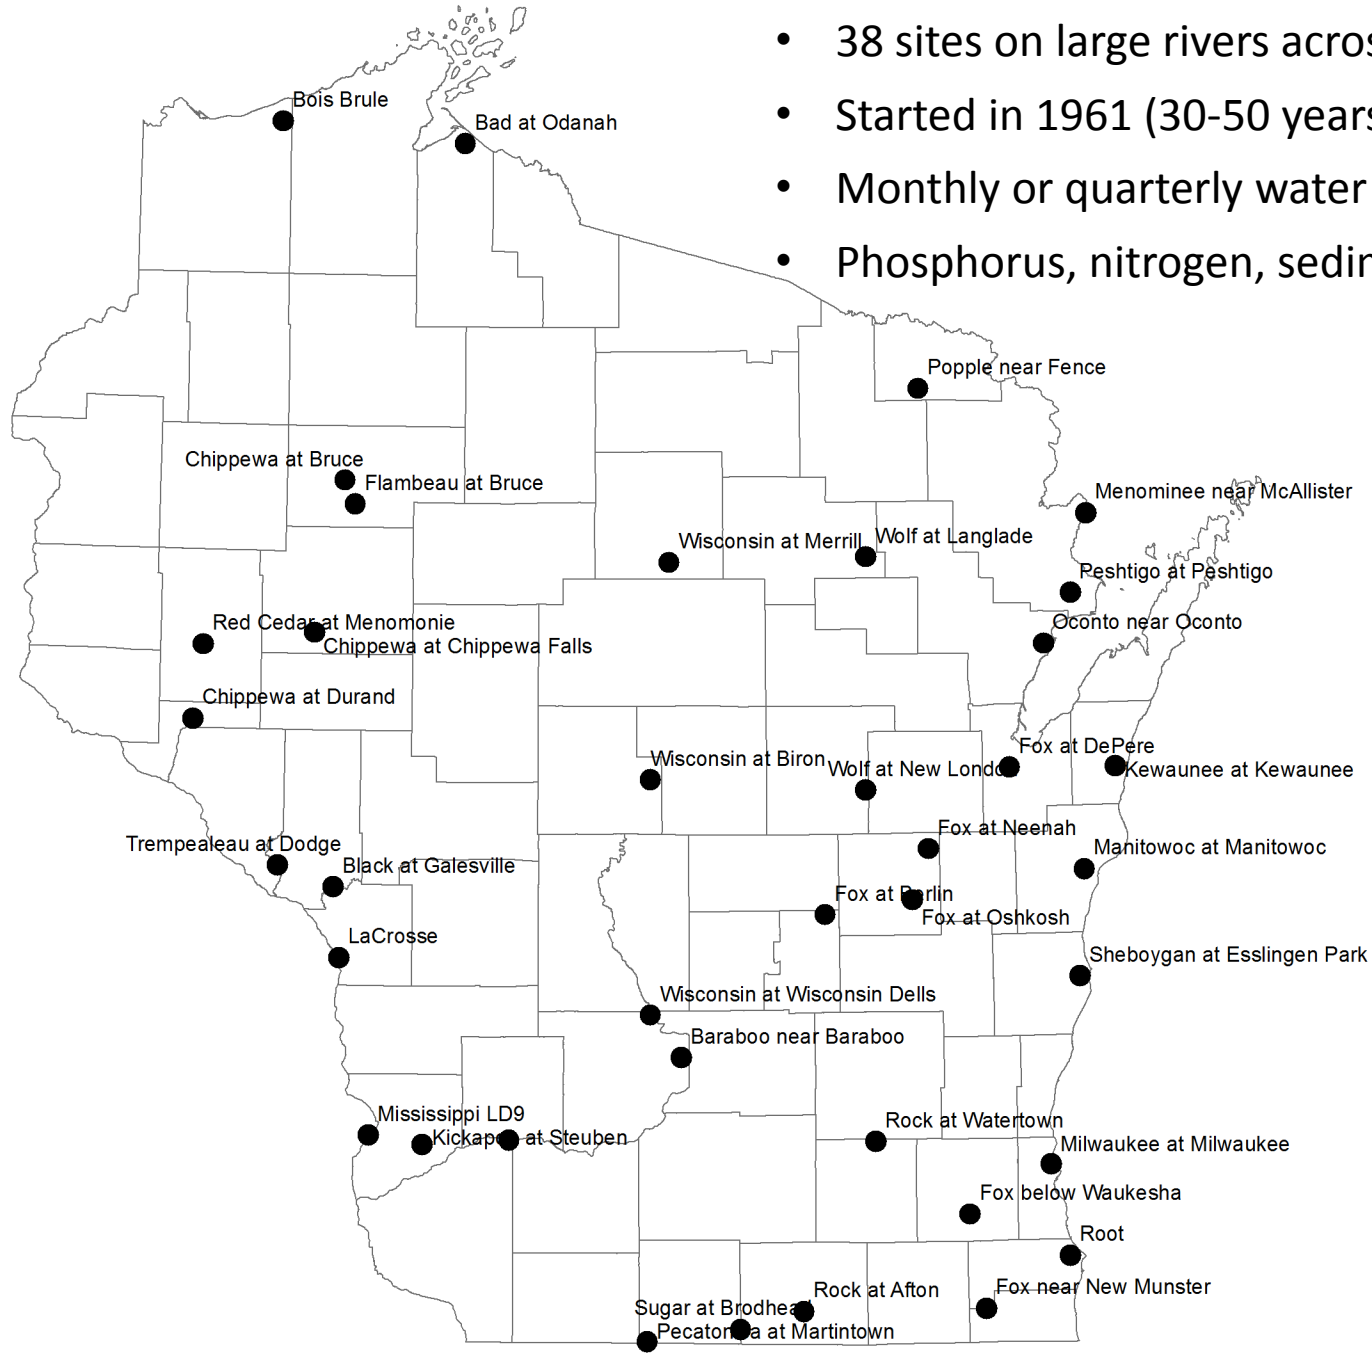 • 38 sites on large rivers acros
• Started in 1961 (30-50 years
• Monthly or quarterly water
• Phosphorus, nitrogen, sedim
Bois Brule
Bad at Odanah
Popple near Fence
Chippewa at Bruce
Flambeau at Bruce
Menominee near McAllister
Wisconsin at Merrill
Wolf at Langlade
Peshtigo at Peshtigo
Red Cedar at Menomonie
Oconto near Oconto
Chippewa at Chippewa Falls
Chippewa at Durand
Fox at DePere
Wisconsin at Biron
Wolf at New London
Kewaunee at Kewaunee
Fox at Neenah
Trempealeau at Dodge
Manitowoc at Manitowoc
Black at Galesville
Fox at Berlin
Fox at Oshkosh
LaCrosse
Sheboygan at Esslingen Park
Wisconsin at Wisconsin Dells
Baraboo near Baraboo
Mississippi LD9
Rock at Watertown
Kickapoo at Steuben
Milwaukee at Milwaukee
Fox below Waukesha
Root
Fox near New Munster
Rock at Afton
Sugar at Brodhead
Pecatonica at Martintown